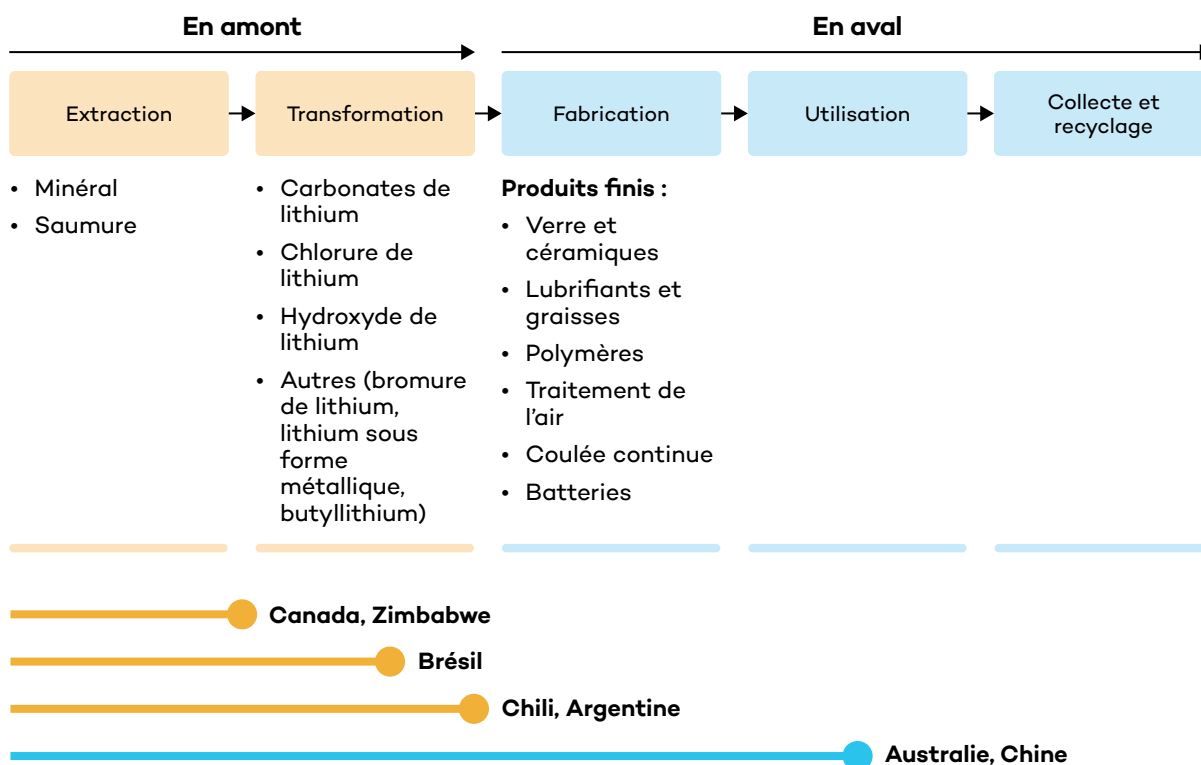 En amont
En aval
Extraction
Transformation
Fabrication
Utilisation
Collecte et
recyclage
• Minéral
• Saumure
• Carbonates de
lithium
• Chlorure de
lithium
• Hydroxyde de
lithium
• Autres (bromure
de lithium,
lithium sous
forme
métallique,
butyllithium)
Produits finis :
• Verre et
céramiques
• Lubrifiants et
graisses
• Polymères
• Traitement de
l’air
• Coulée continue
• Batteries
Canada, Zimbabwe
Brésil
Chili, Argentine
Australie, Chine